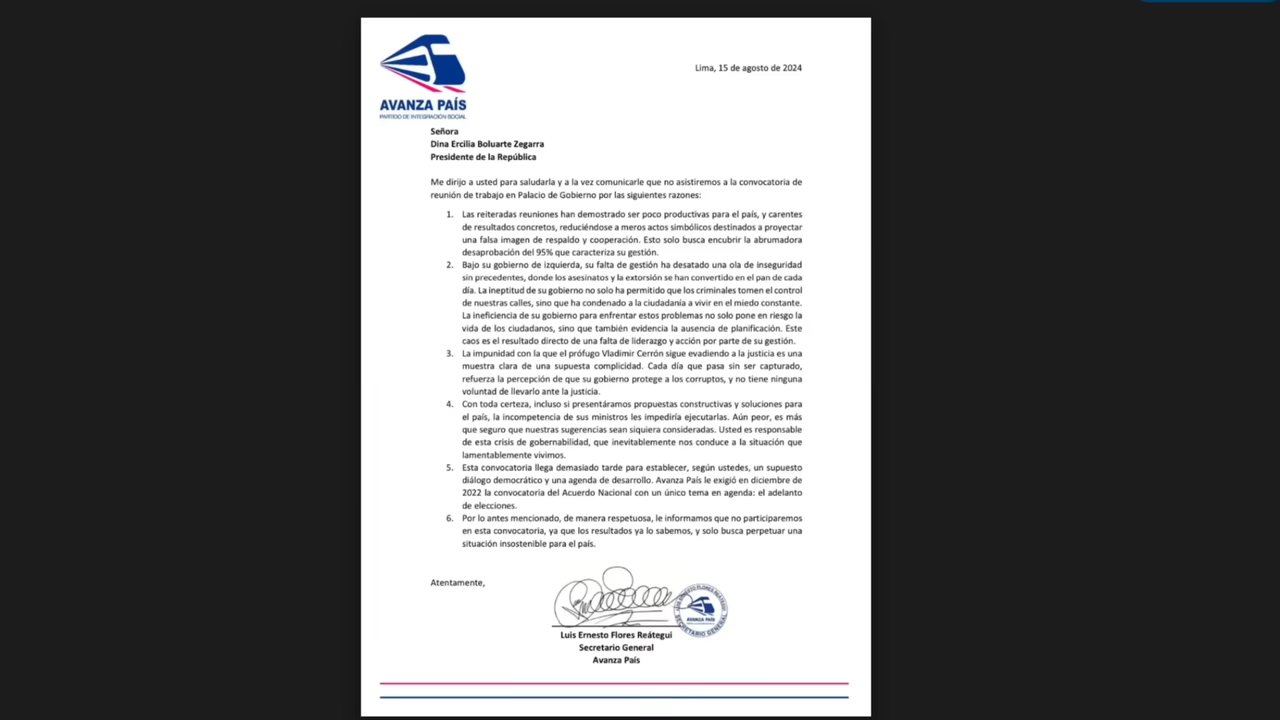 Lima, 15 de agosto de 2024
AVANZA PAÍS
PARTIDO DE INTEGRACIÓN SOCIAL
Señora
Dina Ercilia Boluarte Zegarra
Presidente de la República
Me dirijo a usted para saludarla y a la vez comunicarle que no asistiremos a la convocatoria de
reunión de trabajo en Palacio de Gobierno por las siguientes razones:
1. Las reiteradas reuniones han demostrado ser poco productivas para el país, y carentes
de resultados concretos, reduciéndose a meros actos simbólicos destinados a proyectar
una falsa imagen de respaldo y cooperación. Esto solo busca encubrir la abrumadora
desaprobación del 95% que caracteriza su gestión.
2. Bajo su gobierno de izquierda, su falta de gestión ha desatado una ola de inseguridad
sin precedentes, donde los asesinatos y la extorsión se han convertido en el pan de cada
día. La ineptitud de su gobierno no solo ha permitido que los criminales tomen el control
de nuestras calles, sino que ha condenado a la ciudadanía a vivir en el miedo constante.
La ineficiencia de su gobierno para enfrentar estos problemas no solo pone en riesgo la
vida de los ciudadanos, sino que también evidencia la ausencia de planificación. Este
caos es el resultado directo de una falta de liderazgo y acción por parte de su gestión.
3. La impunidad con la que el prófugo Vladimir Cerrón sigue evadiendo a la justicia es una
muestra clara de una supuesta complicidad. Cada día que pasa sin ser capturado,
refuerza la percepción de que su gobierno protege a los corruptos, y no tiene ninguna
voluntad de llevarlo ante la justicia.
4. Con toda certeza, incluso si presentáramos propuestas constructivas y soluciones para
el país, la incompetencia de sus ministros les impediría ejecutarlas. Aún peor, es más
que seguro que nuestras sugerencias sean siquiera consideradas. Usted es responsable
de esta crisis de gobernabilidad, que inevitablemente nos conduce a la situación que
lamentablemente vivimos.
5. Esta convocatoria llega demasiado tarde para establecer, según ustedes, un supuesto
diálogo democrático y una agenda de desarrollo. Avanza País le exigió en diciembre de
2022 la convocatoria del Acuerdo Nacional con un único tema en agenda: el adelanto
de elecciones.
6. Por lo antes mencionado, de manera respetuosa, le informamos que no participaremos
en esta convocatoria, ya que los resultados ya lo sabemos, y solo busca perpetuar una
situación insostenible para el país.
Atentamente,
LUIS ERNESTO FLORES REÁTEGUI
AVANZA PAÍS
SECRETARIO GENERAL
Luis Ernesto Flores Reátegui
Secretario General
Avanza País